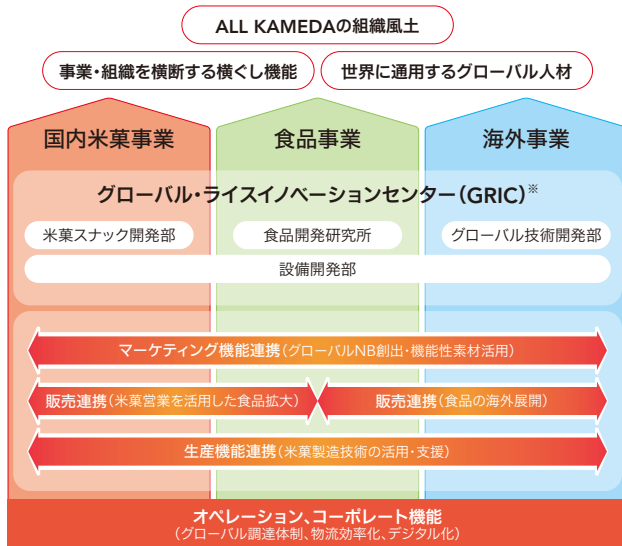 ALL KAMEDAの組織風土
事業・組織を横断する横ぐし機能
世界に通用するグローバル人材
国内米菓事業
食品事業
海外事業
グローバル・ライスイノベーションセンター(GRIC)※
米菓スナック開発部
食品開発研究所
グローバル技術開発部
設備開発部
マーケティング機能連携(グローバルNB創出・機能性素材活用)
販売連携(米菓営業を活用した食品拡大)
販売連携(食品の海外展開)
生産機能連携(米菓製造技術の活用・支援)
オペレーション、コーポレート機能
(グローバル調達体制、物流効率化、デジタル化)